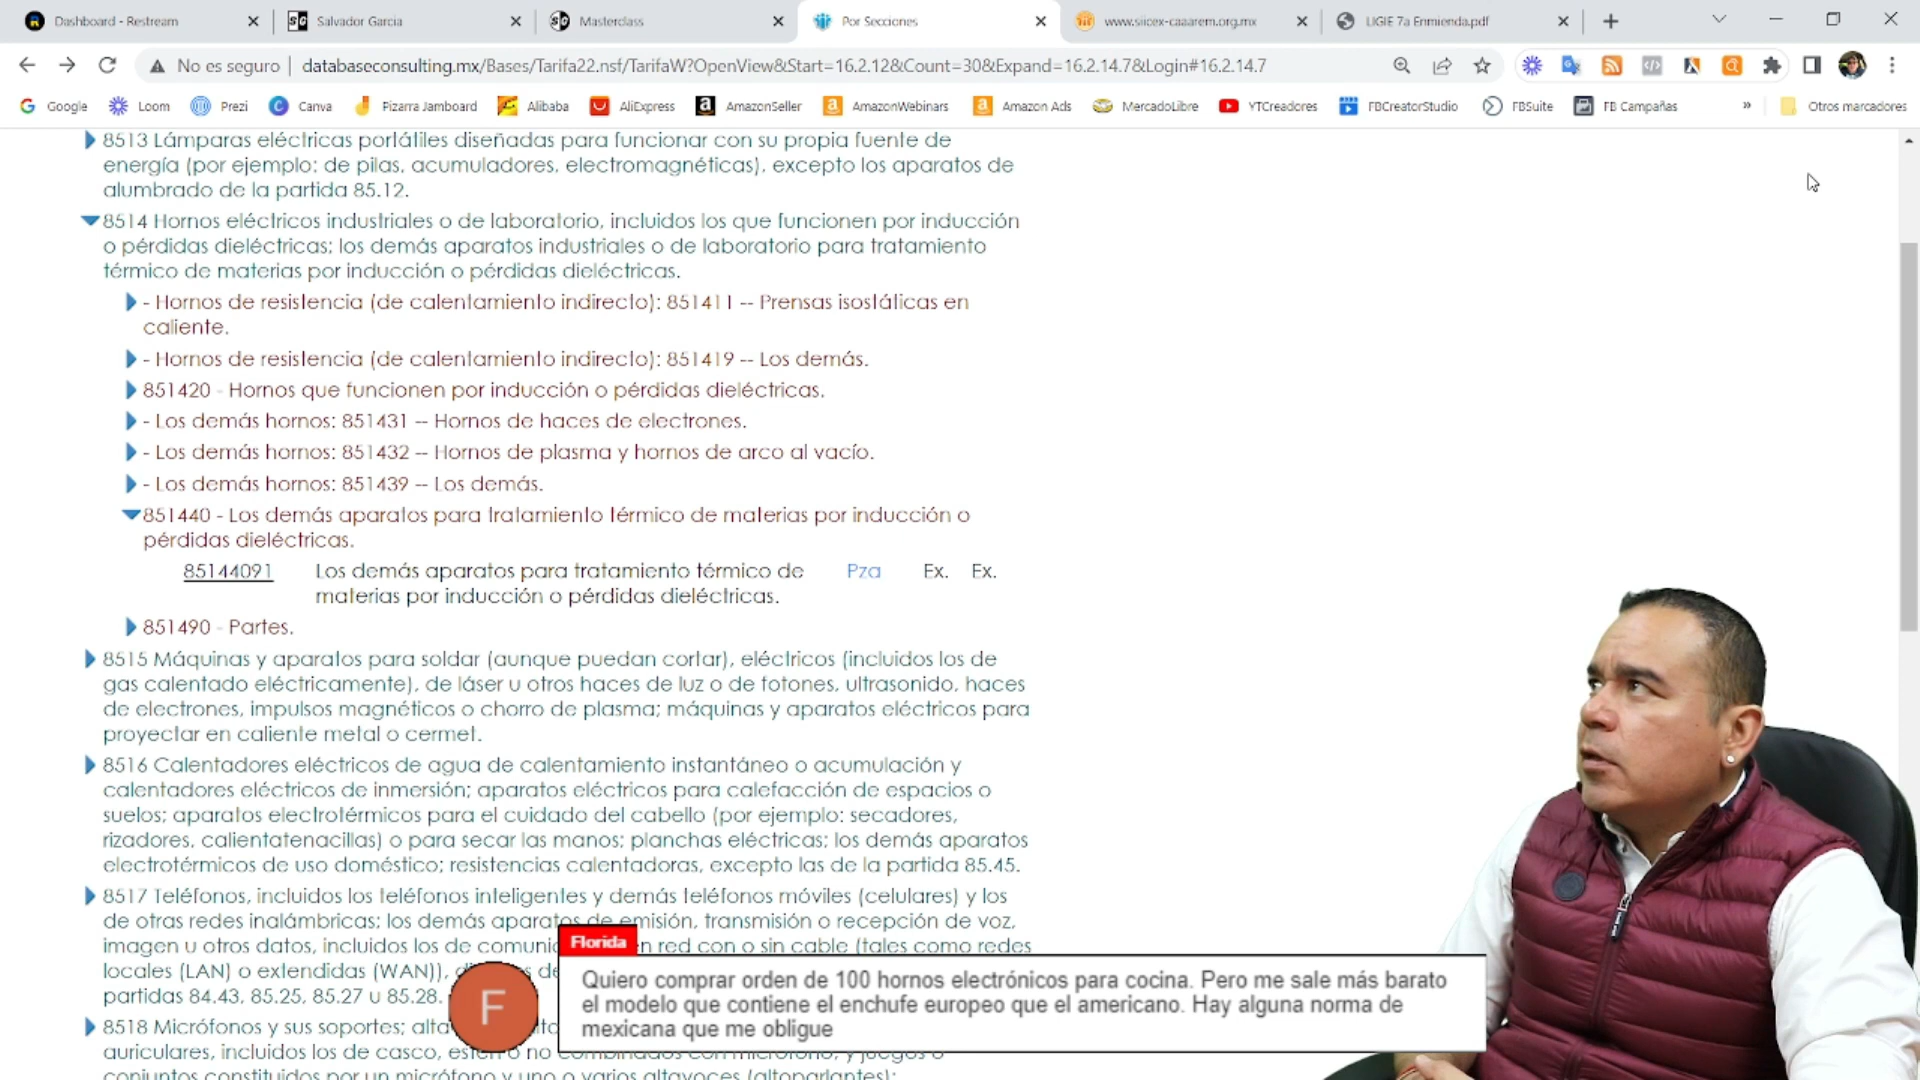 Dashboard - Restream
Salvador Garcia
Masterclass
Por Secciones
www.siicex-caaarem.org.mx
LIGIE 7a Enmienda.pdf
No es seguro
databaseconsulting.mx/Bases/Tarifa22.nsf/TarifaW?OpenView&Start=16.2.12&Count=30&Expand=16.2.14.7&Login#16.2.14.7
Google
Loom
Prezi
Canva
Pizarra Jamboard
Alibaba
AliExpress
AmazonSeller
AmazonWebinars
Amazon Ads
MercadoLibre
YTCreadores
FBCreatorStudio
FBSuite
FB Campañas
»
Otros marcadores
8513 Lámparas eléctricas portátiles diseñadas para funcionar con su propia fuente de
energía (por ejemplo: de pilas, acumuladores, electromagnéticas), excepto los aparatos de
alumbrado de la partida 85.12.
8514 Hornos eléctricos industriales o de laboratorio, incluidos los que funcionen por inducción
o pérdidas dieléctricas; los demás aparatos industriales o de laboratorio para tratamiento
térmico de materias por inducción o pérdidas dieléctricas.
- Hornos de resistencia (de calentamiento indirecto): 851411 -- Prensas isostáticas en
caliente.
- Hornos de resistencia (de calentamiento indirecto): 851419 -- Los demás.
851420 - Hornos que funcionen por inducción o pérdidas dieléctricas.
- Los demás hornos: 851431 -- Hornos de haces de electrones.
- Los demás hornos: 851432 -- Hornos de plasma y hornos de arco al vacío.
- Los demás hornos: 851439 -- Los demás.
851440 - Los demás aparatos para tratamiento térmico de materias por inducción o
pérdidas dieléctricas.
85144091 Los demás aparatos para tratamiento térmico de Pza Ex. Ex.
materias por inducción o pérdidas dieléctricas.
851490 - Partes.
8515 Máquinas y aparatos para soldar (aunque puedan cortar), eléctricos (incluidos los de
gas calentado eléctricamente), de láser u otros haces de luz o de fotones, ultrasonido, haces
de electrones, impulsos magnéticos o chorro de plasma; máquinas y aparatos eléctricos para
proyectar en caliente metal o cermet.
8516 Calentadores eléctricos de agua de calentamiento instantáneo o acumulación y
calentadores eléctricos de inmersión; aparatos eléctricos para calefacción de espacios o
suelos; aparatos electrotérmicos para el cuidado del cabello (por ejemplo: secadores,
rizadores, calientatenacillas) o para secar las manos; planchas eléctricas; los demás aparatos
electrotérmicos de uso doméstico; resistencias calentadoras, excepto las de la partida 85.45.
8517 Teléfonos, incluidos los teléfonos inteligentes y demás teléfonos móviles (celulares) y los
de otras redes inalámbricas; los demás aparatos de emisión, transmisión o recepción de voz,
imagen u otros datos, incluidos los de en red con o sin cable (tales como redes
locales (LAN) o extendidas (WAN)),
partidas 84.43, 85.25, 85.27 u 85.28.
8518 Micrófonos y sus soportes;
auriculares, incluidos los de casco, estén o no
conjuntos constituidos por un micrófono y uno o varios altavoces (altoparlantes);
Florida
F
Quiero comprar orden de 100 hornos electrónicos para cocina. Pero me sale más barato
el modelo que contiene el enchufe europeo que el americano. Hay alguna norma de
mexicana que me obligue